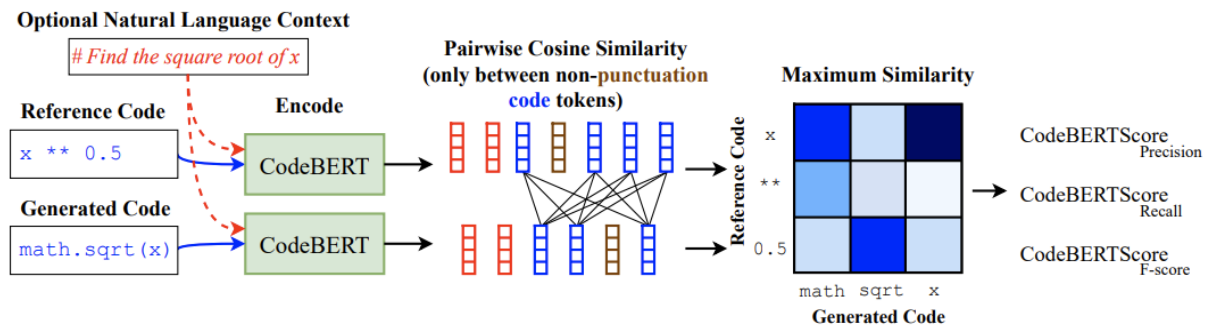 Optional Natural Language Context
# Find the square root of x
Reference Code
x ** 0.5
Generated Code
math.sqrt(x)
Encode
CodeBERT
CodeBERT
Pairwise Cosine Similarity
(only between non-punctuation
code tokens)
Maximum Similarity
Reference Code
x
**
0.5
math sqrt x
Generated Code
CodeBERTScore Precision
CodeBERTScore Recall
CodeBERTScore F-score